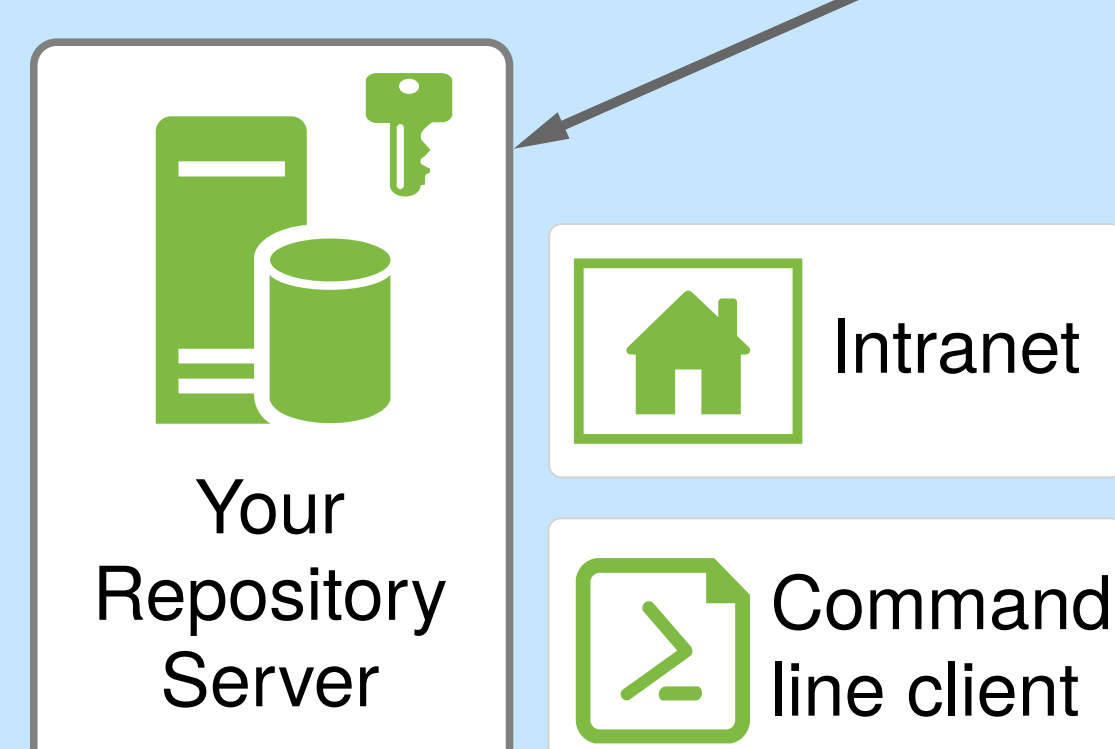 Your
Repository
Server
Intranet
Command
line client